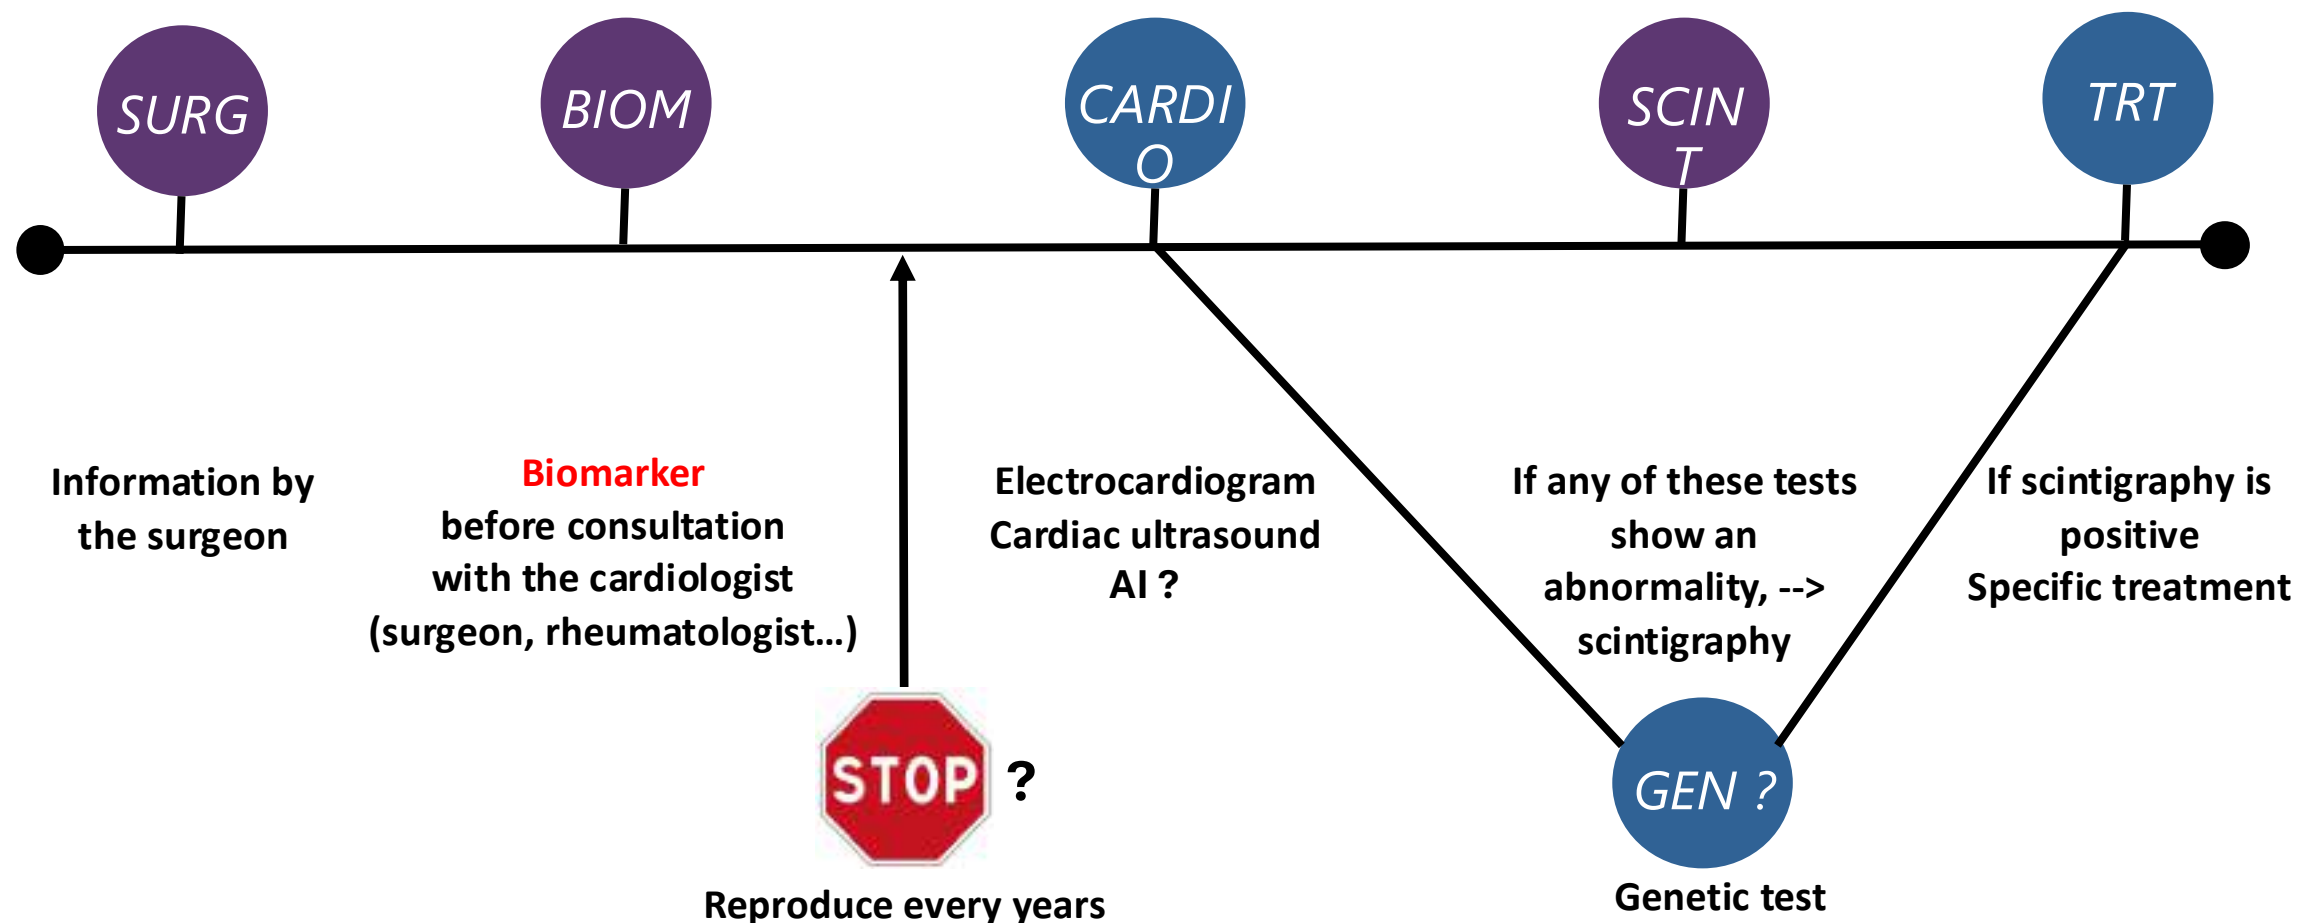 SURG
BIOM
CARDI
O
SCIN
T
TRT
Information by
the surgeon
Biomarker
before consultation
with the cardiologist
(surgeon, rheumatologist...)
Electrocardiogram
Cardiac ultrasound
AI ?
If any of these tests
show an
abnormality, -->
scintigraphy
If scintigraphy is
positive
Specific treatment
STOP
?
Reproduce every years
GEN ?
Genetic test